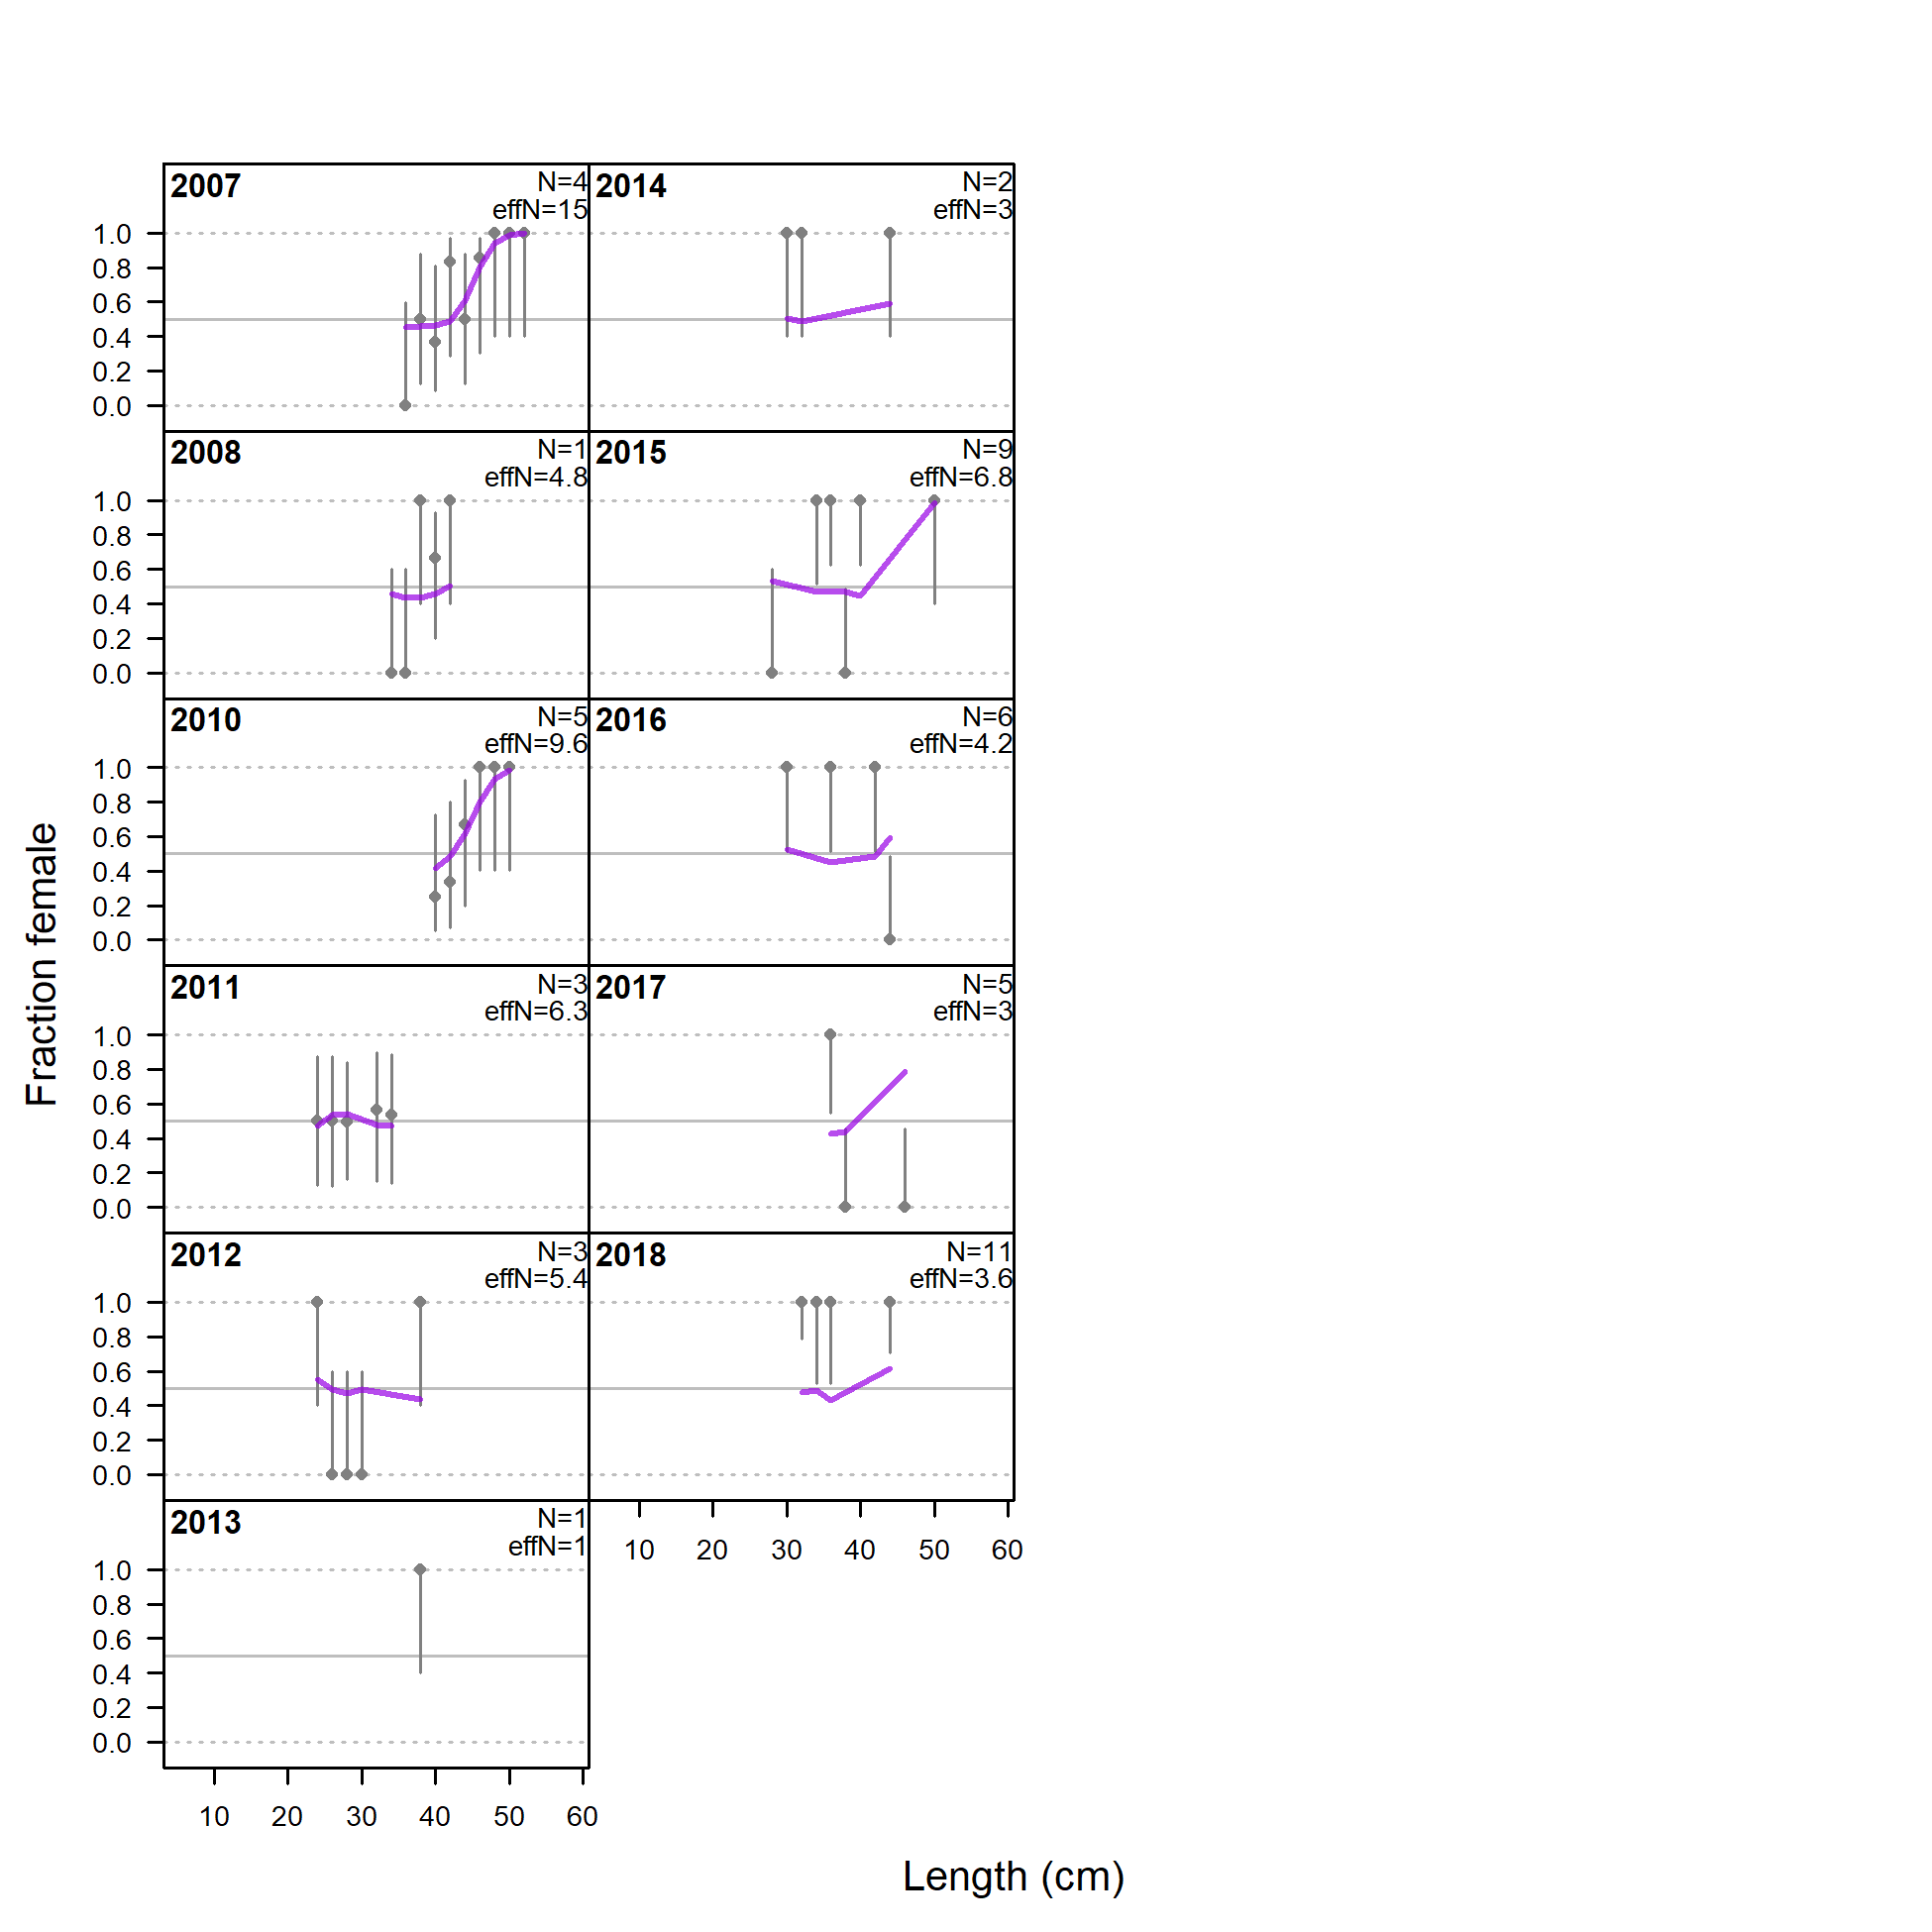 Fraction female
2007
N=4
effN=15
1.0
0.8
0.6
0.4
0.2
0.0
2008
N=1
effN=4.8
1.0
0.8
0.6
0.4
0.2
0.0
2010
N=5
effN=9.6
1.0
0.8
0.6
0.4
0.2
0.0
2011
N=3
effN=6.3
1.0
0.8
0.6
0.4
0.2
0.0
2012
N=3
effN=5.4
1.0
0.8
0.6
0.4
0.2
0.0
2013
N=1
effN=1
1.0
0.8
0.6
0.4
0.2
0.0
10 20 30 40 50 60
2014
N=2
effN=3
2015
N=9
effN=6.8
2016
N=6
effN=4.2
2017
N=5
effN=3
2018
N=11
effN=3.6
10 20 30 40 50 60
Length (cm)